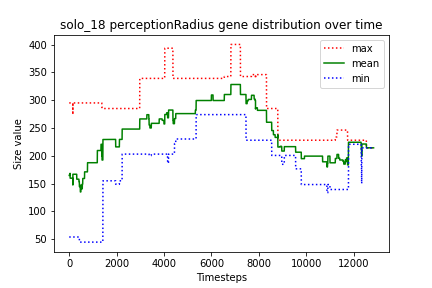 solo_18 perceptionRadius gene distribution over time
400
350
300
250
200
150
100
50
Size value
max
mean
min
0
2000
4000
6000
8000
10000
12000
Timesteps